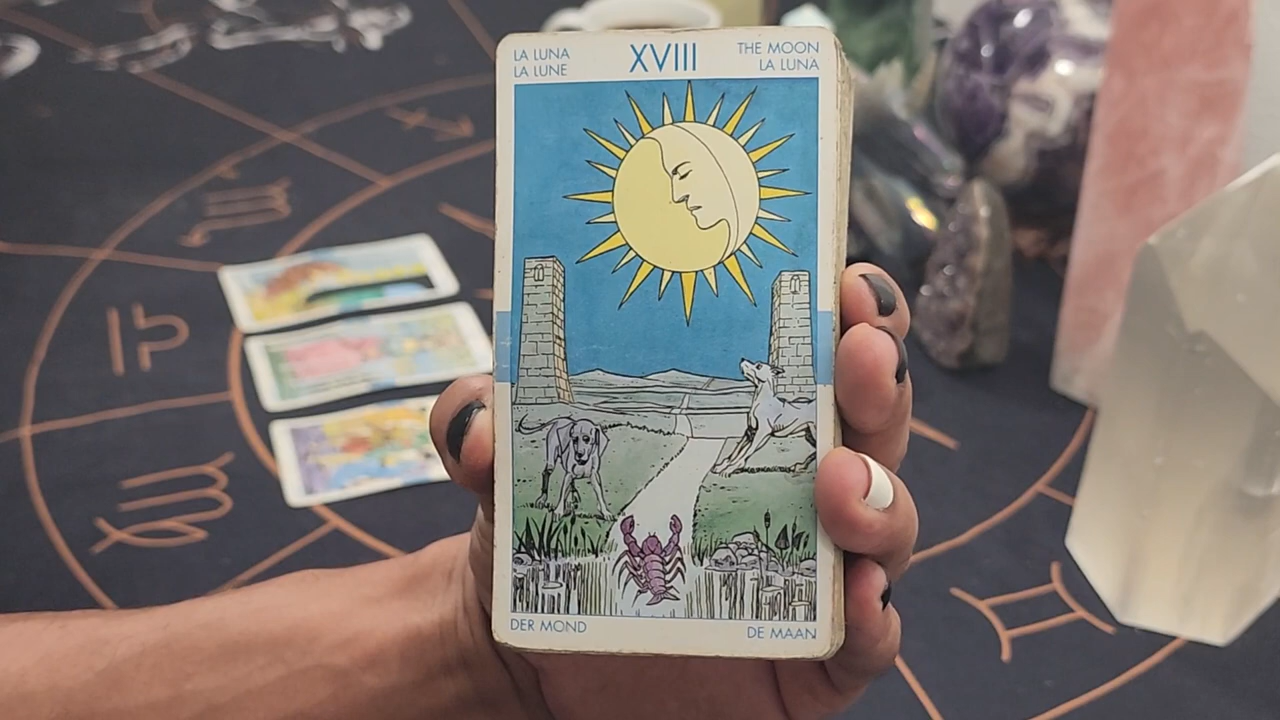 LA LUNA
LA LUNE
XVIII
THE MOON
LA LUNA
DER MOND
DE MAAN